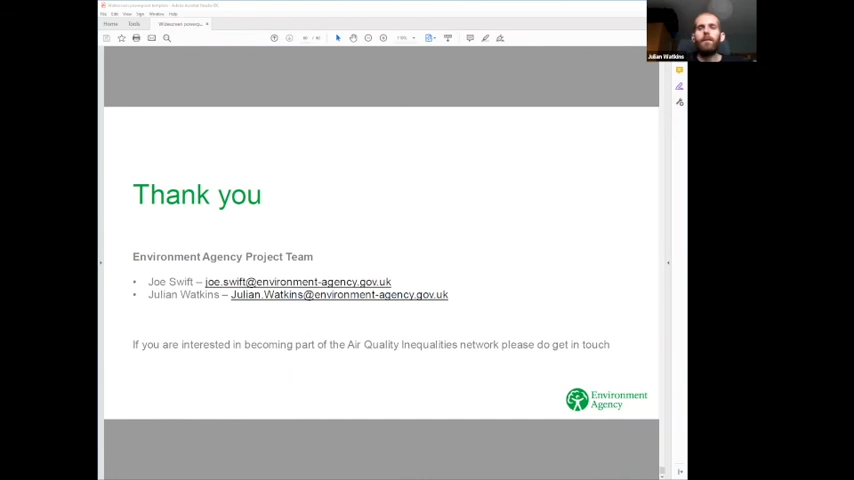 Home Tools
Julian Watkins
Thank you
Environment Agency Project Team
• Joe Swift – joe.swift@environment-agency.gov.uk
• Julian Watkins – Julian.Watkins@environment-agency.gov.uk
If you are interested in becoming part of the Air Quality Inequalities network please do get in touch
Environment
Agency